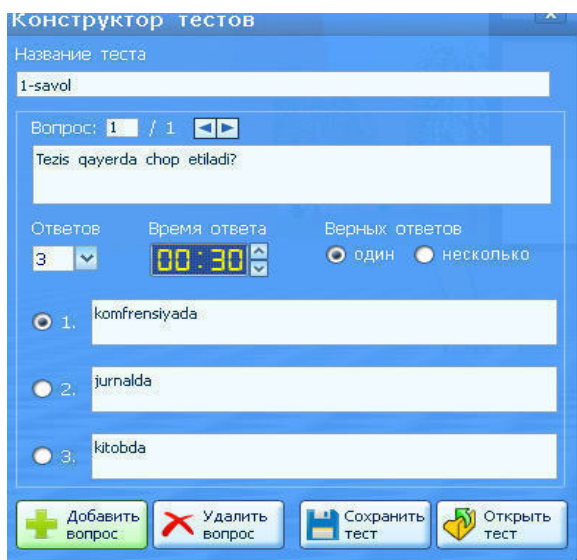 Конструктор тестов
Название теста
1-savol
Вопрос: 1 / 1
Tezis qayerda chop etiladi?
Ответов Время ответа Верных ответов
3 00:30 один несколько
1. komfrensiyada
2. jurnalda
3. kitobda
Добавить вопрос Удалить вопрос Сохранить тест Открыть тест